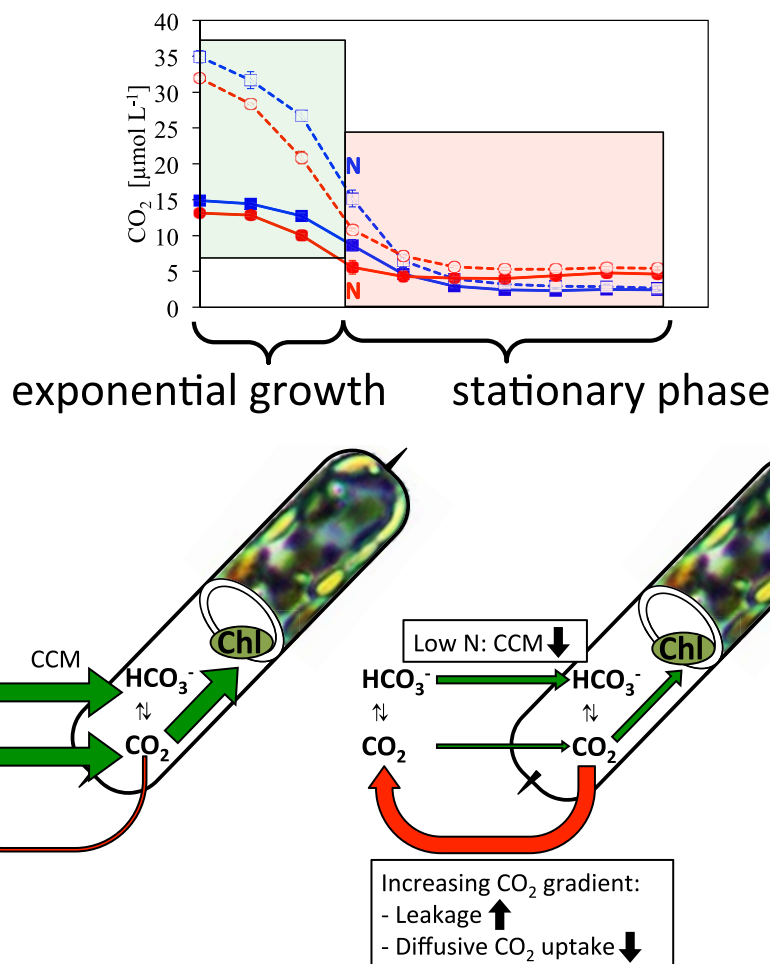 40
35
30
25
20
15
10
5
0
CO₂ [µmol L⁻¹]
N
N
exponential growth
stationary phase
Chl
CCM
HCO₃⁻
⇅
CO₂
Low N: CCM
Chl
HCO₃⁻
HCO₃⁻
⇅
⇅
CO₂
CO₂
Increasing CO₂ gradient:
- Leakage
- Diffusive CO₂ uptake